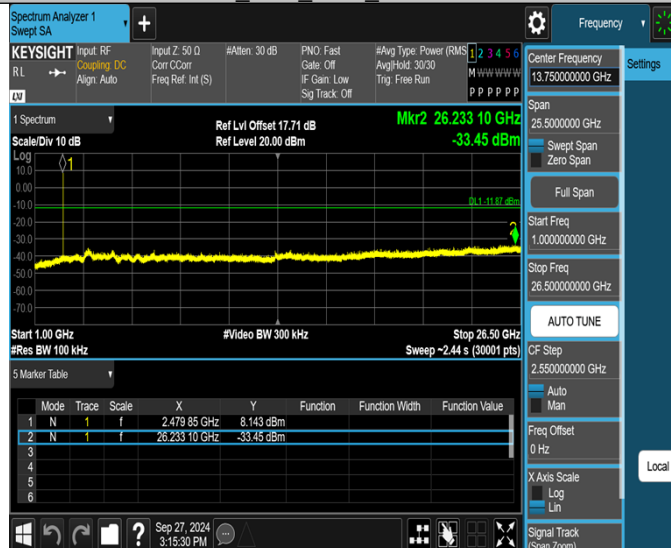 Spectrum Analyzer 1
Swept SA
+
Frequency
KEYSIGHT
RL
LXI
Input: RF
Coupling: DC
Align: Auto
Input Z: 50 Ω
Corr CCorr
Freq Ref: Int (S)
#Atten: 30 dB
PNO: Fast
Gate: Off
IF Gain: Low
Sig Track: Off
#Avg Type: Power (RMS
Avg|Hold: 30/30
Trig: Free Run
1 2 3 4 5 6
M W W W W W
P P P P P P
Center Frequency
13.750000000 GHz
Settings
1 Spectrum
Scale/Div 10 dB
Ref Lvl Offset 17.71 dB
Ref Level 20.00 dBm
Mkr2 26.233 10 GHz
-33.45 dBm
Log
10.0
0.00
-10.0
-20.0
-30.0
-40.0
-50.0
-60.0
-70.0
1
DL1 -11.87 dBm
2
Start 1.00 GHz
#Res BW 100 kHz
#Video BW 300 kHz
Stop 26.50 GHz
Sweep ~2.44 s (30001 pts)
Span
25.5000000 GHz
Swept Span
Zero Span
Full Span
Start Freq
1.000000000 GHz
Stop Freq
26.500000000 GHz
AUTO TUNE
CF Step
2.550000000 GHz
Auto
Man
Freq Offset
0 Hz
X Axis Scale
Log
Lin
Signal Track
(Span Zoom)
Local
5 Marker Table
Mode Trace Scale X Y Function Function Width Function Value
1 N 1 f 2.479 85 GHz 8.143 dBm
2 N 1 f 26.233 10 GHz -33.45 dBm
3
4
5
6
?
Sep 27, 2024
3:15:30 PM